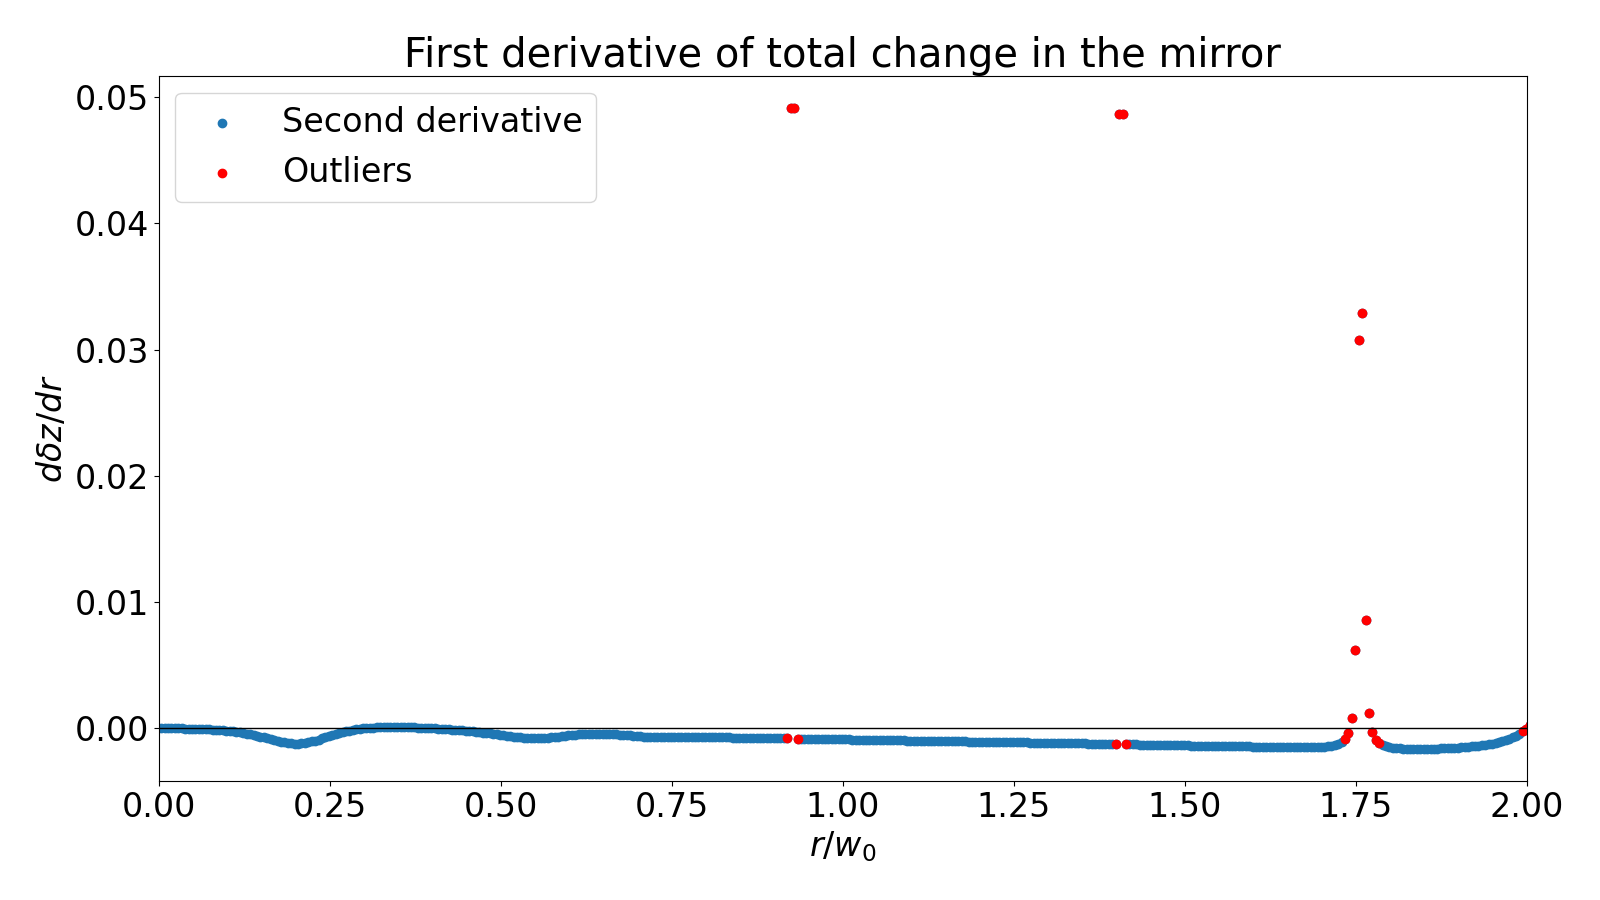 First derivative of total change in the mirror
Second derivative
Outliers
0.05
0.04
0.03
0.02
0.01
0.00
dδz/dr
0.00 0.25 0.50 0.75 1.00 1.25 1.50 1.75 2.00
r/w₀